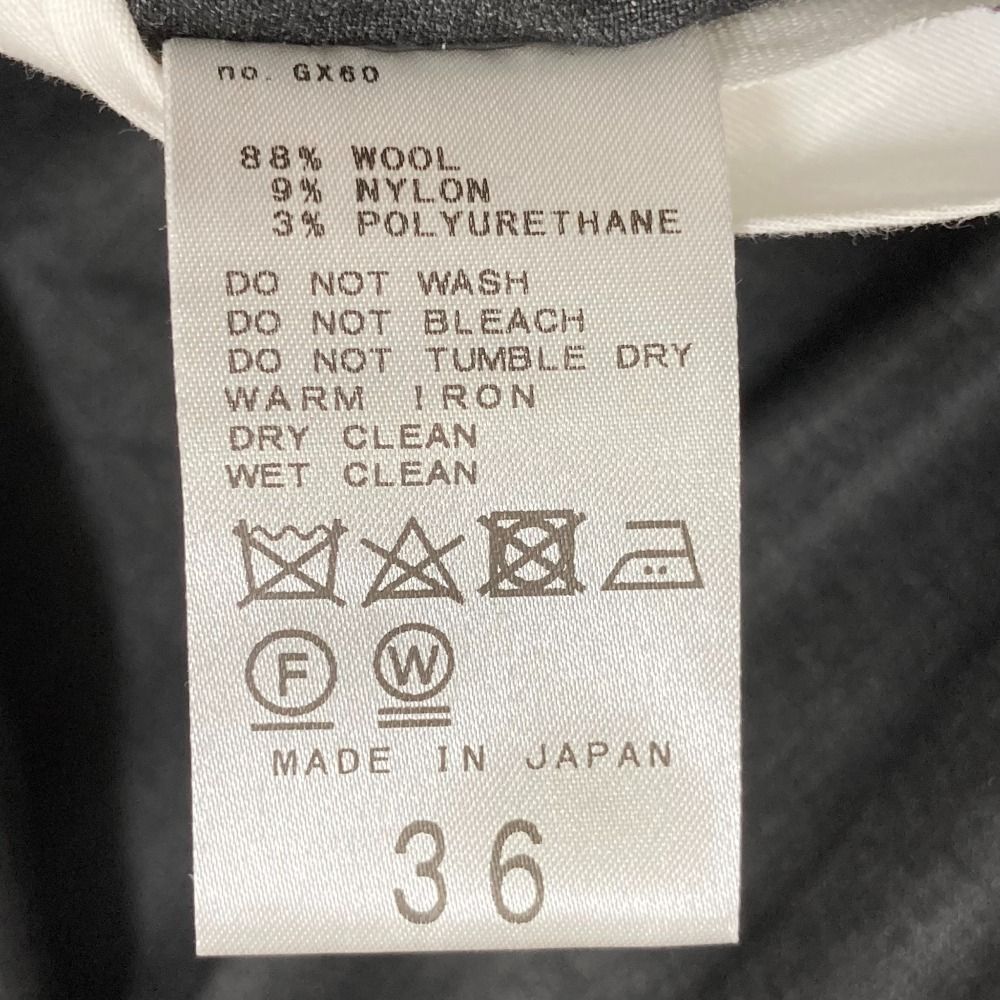 no. GX60
88% WOOL
9% NYLON
3% POLYURETHANE
DO NOT WASH
DO NOT BLEACH
DO NOT TUMBLE DRY
WARM IRON
DRY CLEAN
WET CLEAN
F W
MADE IN JAPAN
36